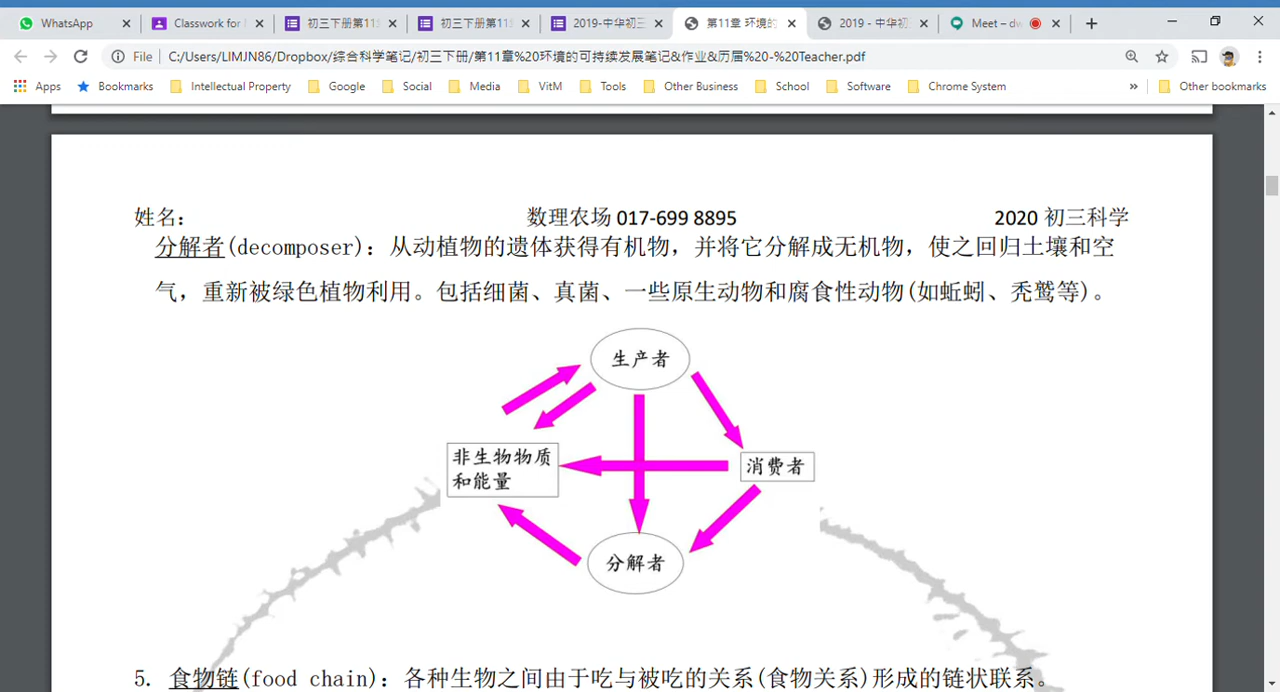 WhatsApp
Classwork for
初三下册第11
初三下册第11
2019-中华初三
第11章 环境的
2019 - 中华初
Meet – dw
File
C:/Users/LIMJN86/Dropbox/综合科学笔记/初三下册/第11章%20环境的可持续发展笔记&作业&历届%20-%20Teacher.pdf
Apps
Bookmarks
Intellectual Property
Google
Social
Media
VitM
Tools
Other Business
School
Software
Chrome System
»
Other bookmarks
姓名: 数理农场 017-699 8895 2020 初三科学
分解者(decomposer): 从动植物的遗体获得有机物，并将它分解成无机物，使之回归土壤和空
气，重新被绿色植物利用。包括细菌、真菌、一些原生动物和腐食性动物(如蚯蚓、秃鹫等)。
生产者
非生物物质
和能量
消费者
分解者
5. 食物链(food chain): 各种生物之间由于吃与被吃的关系(食物关系)形成的链状联系。